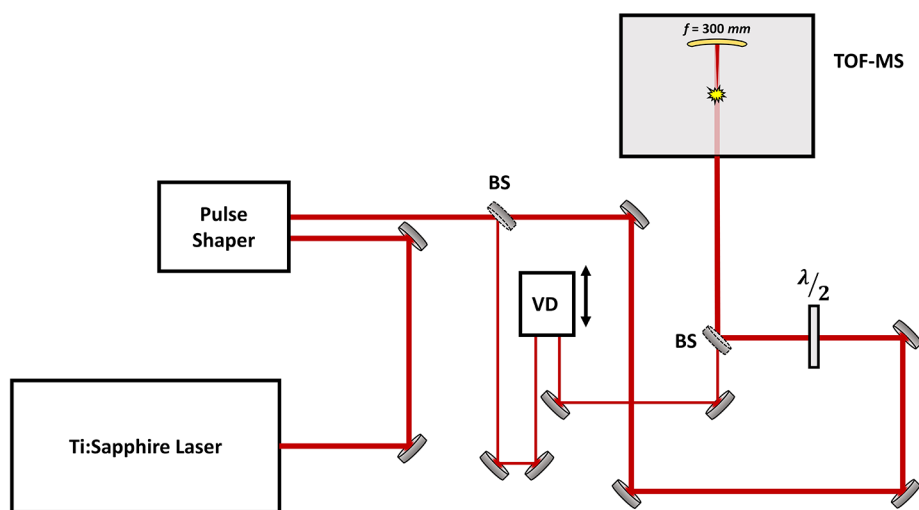 f = 300 mm
TOF-MS
BS
Pulse
Shaper
VD
λ/2
BS
Ti:Sapphire Laser